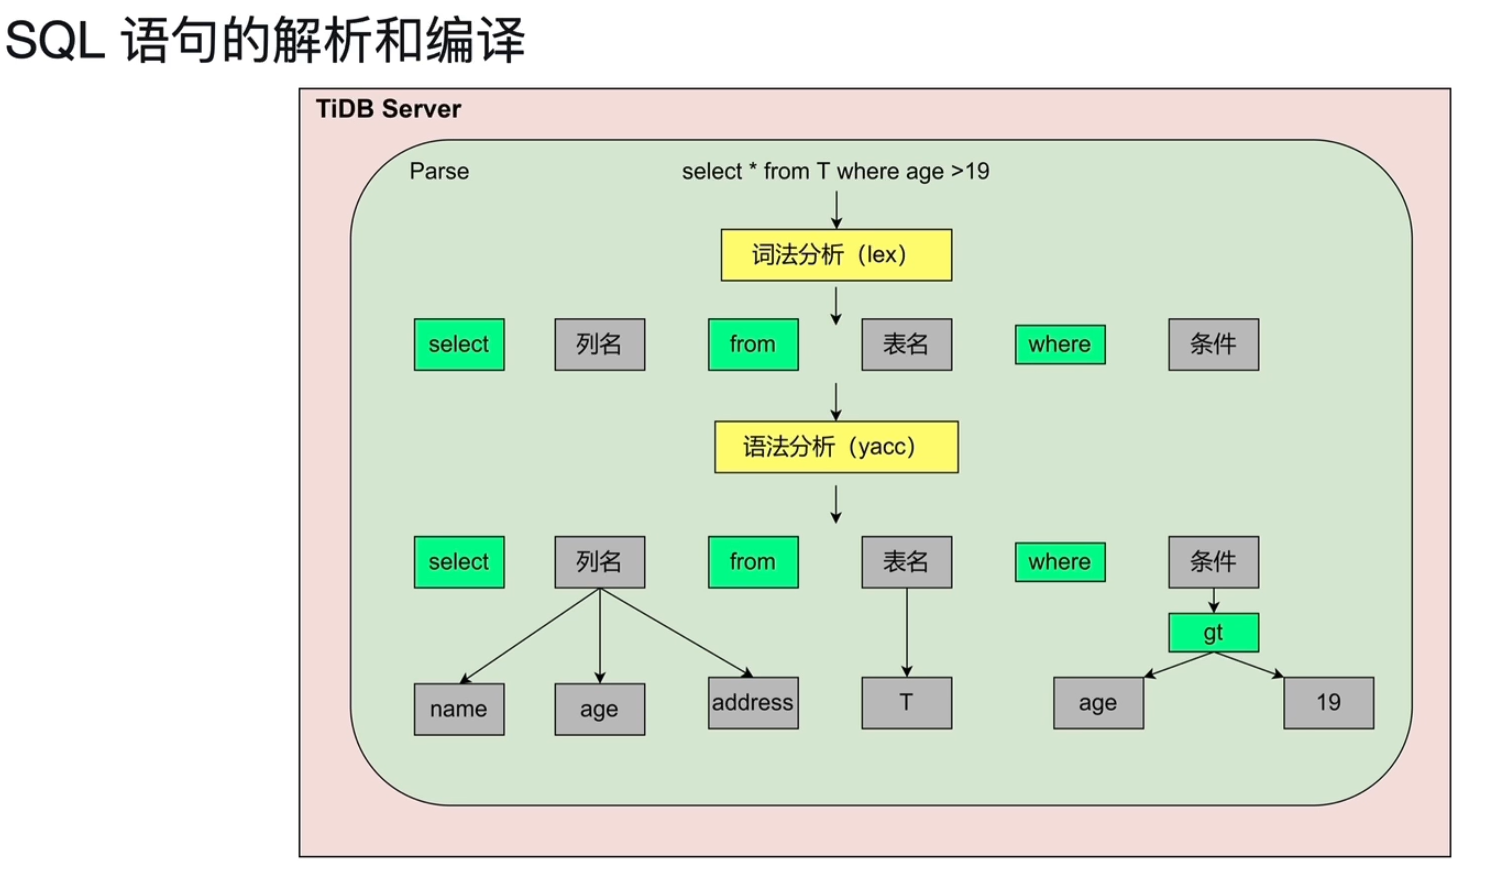 SQL 语句的解析和编译
TiDB Server
Parse
select * from T where age >19
词法分析（lex）
select
列名
from
表名
where
条件
语法分析（yacc）
select
列名
from
表名
where
条件
gt
name
age
address
T
age
19